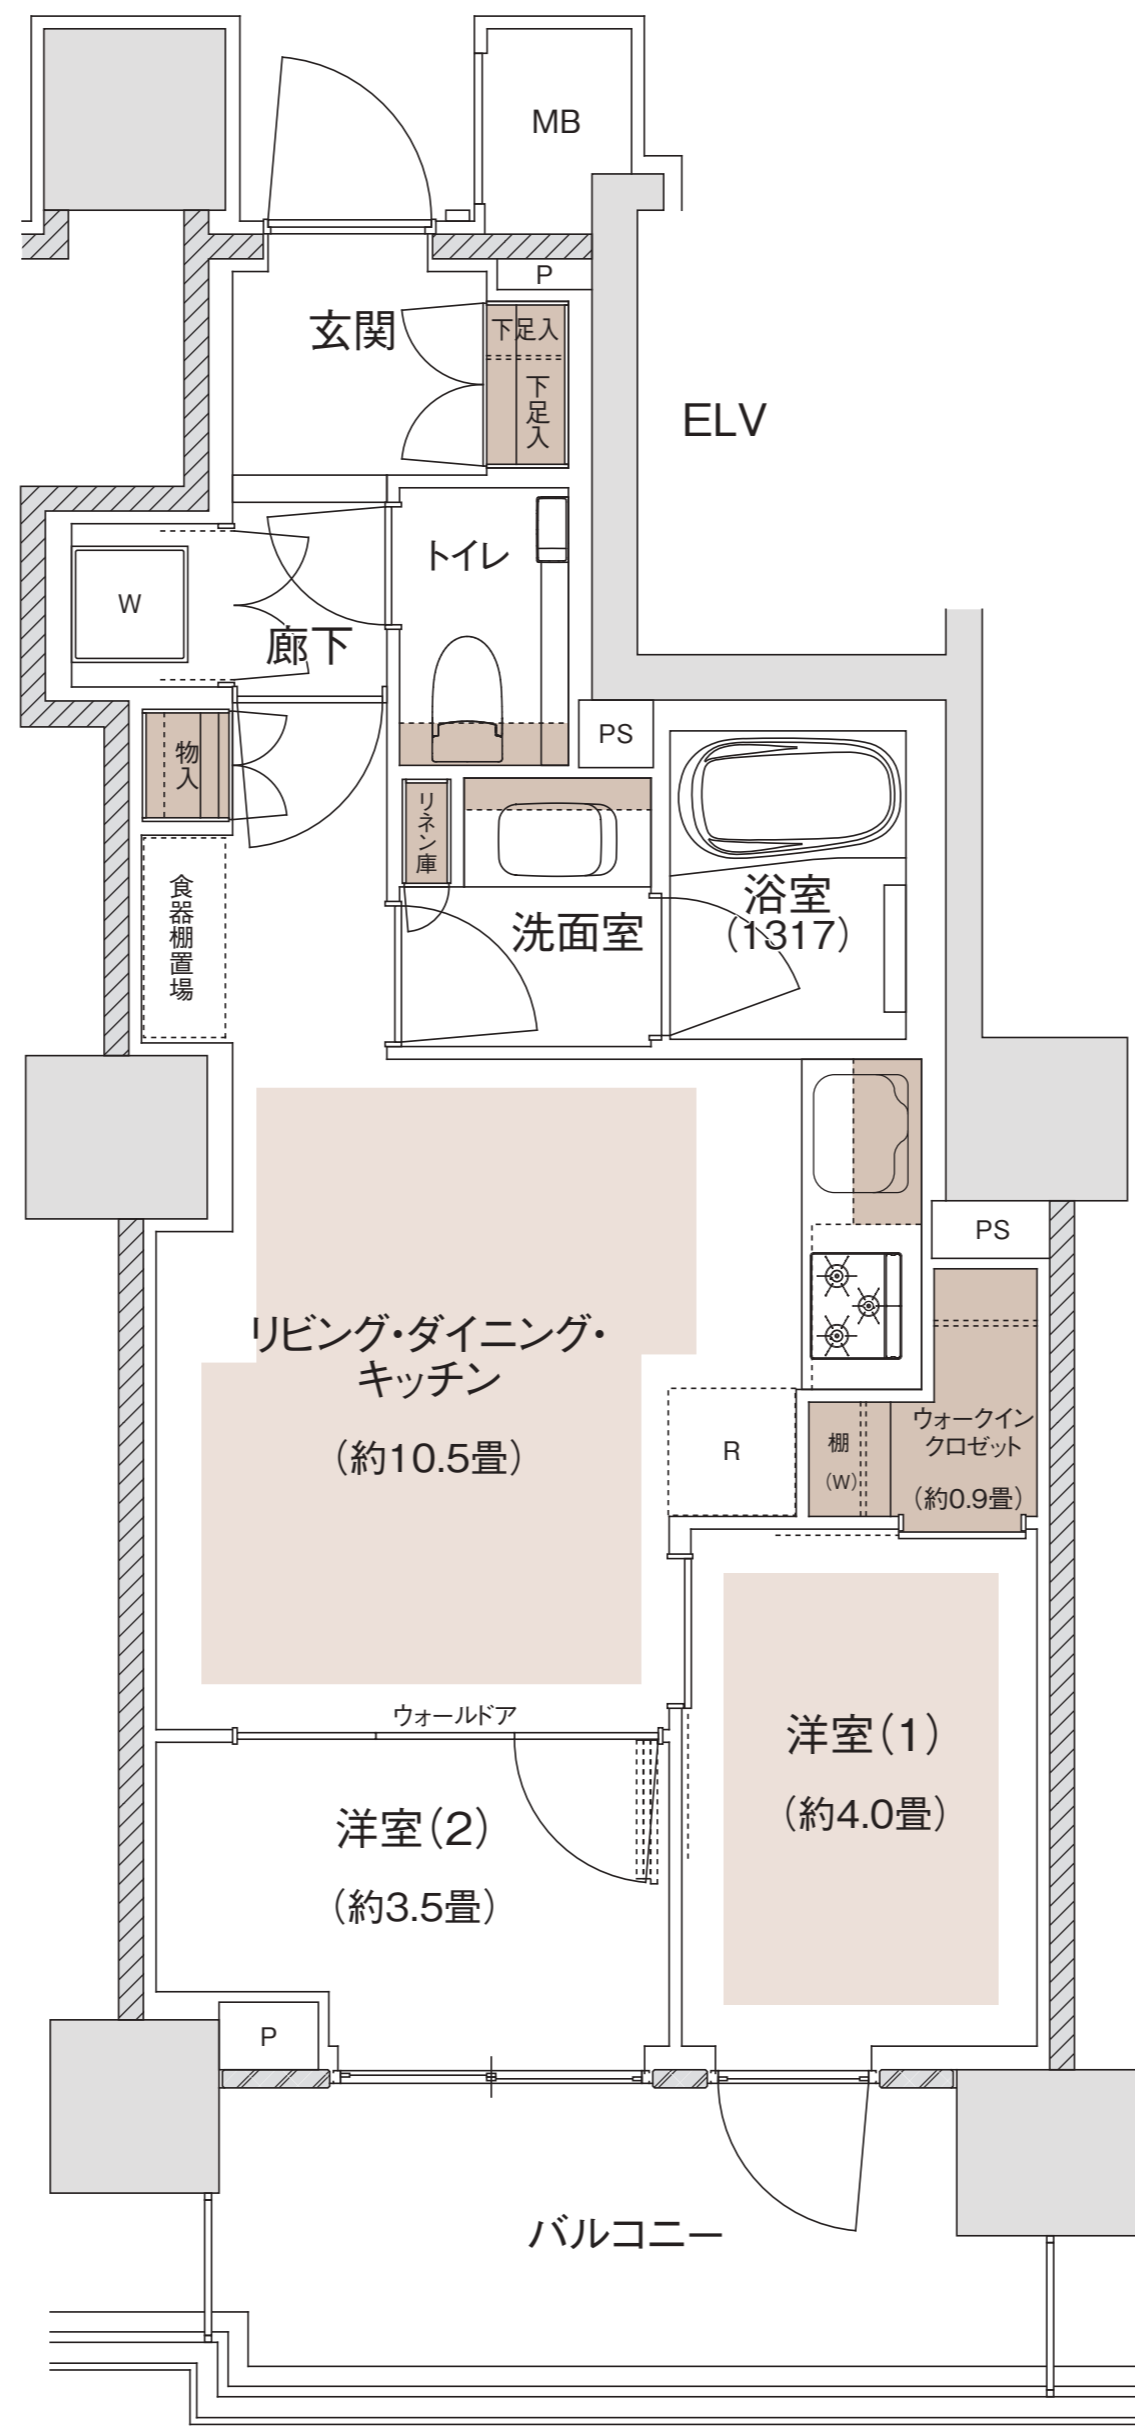 MB
P
玄関
下足入
下足入
ELV
トイレ
W
廊下
PS
物入
リネン庫
食器棚置場
洗面室
浴室
(1317)
PS
リビング・ダイニング・
キッチン
(約10.5畳)
R
棚
(W)
ウォークイン
クロゼット
(約0.9畳)
ウォールドア
洋室(1)
(約4.0畳)
洋室(2)
(約3.5畳)
P
バルコニー